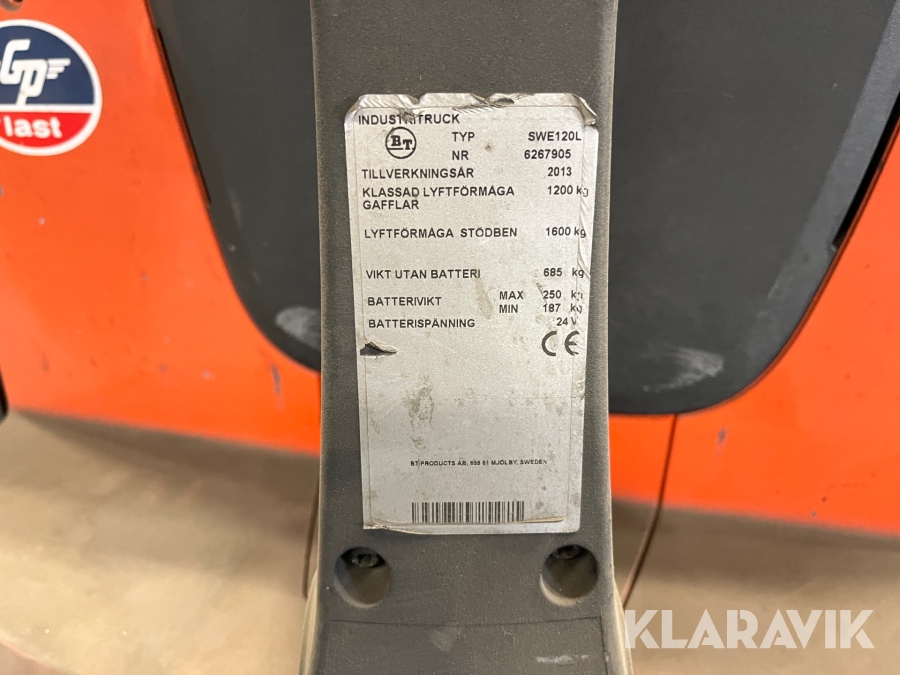 GP
last
INDUSTRITRUCK
BT TYP SWE120L
NR 6267905
TILLVERKNINGSÅR 2013
KLASSAD LYFTFÖRMÅGA 1200 kg
GAFFLAR
LYFTFÖRMÅGA STÖDBEN 1600 kg
VIKT UTAN BATTERI 685 kg
BATTERIVIKT MAX 250 kg
MIN 187 kg
BATTERISPÄNNING 24 V
CE
BT PRODUCTS AB, 595 81 MJÖLBY, SWEDEN
KLARAVIK